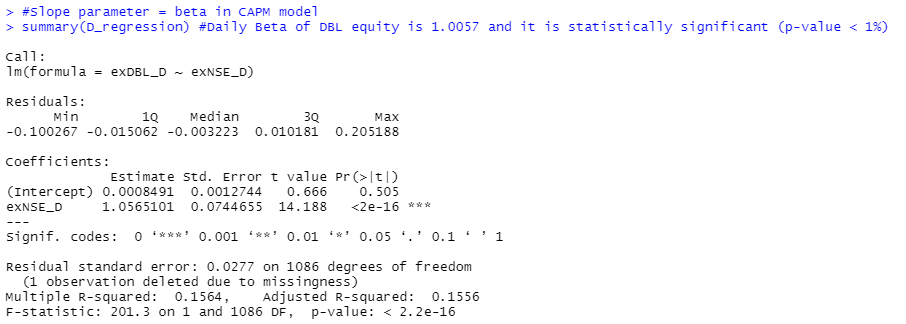 > #Slope parameter = beta in CAPM model
> summary(D_regression) #Daily Beta of DBL equity is 1.0057 and it is statistically significant (p-value < 1%)
Call:
lm(formula = exDBL_D ~ exNSE_D)
Residuals:
      Min        1Q    Median        3Q       Max
-0.100267 -0.015062 -0.003223  0.010181  0.205188
Coefficients:
             Estimate Std. Error t value Pr(>|t|)
(Intercept) 0.0008491  0.0012744   0.666    0.505
exNSE_D     1.0565101  0.0744655  14.188   <2e-16 ***
---
Signif. codes:  0 ‘***’ 0.001 ‘**’ 0.01 ‘*’ 0.05 ‘.’ 0.1 ‘ ’ 1
Residual standard error: 0.0277 on 1086 degrees of freedom
  (1 observation deleted due to missingness)
Multiple R-squared:  0.1564,    Adjusted R-squared:  0.1556
F-statistic: 201.3 on 1 and 1086 DF,  p-value: < 2.2e-16